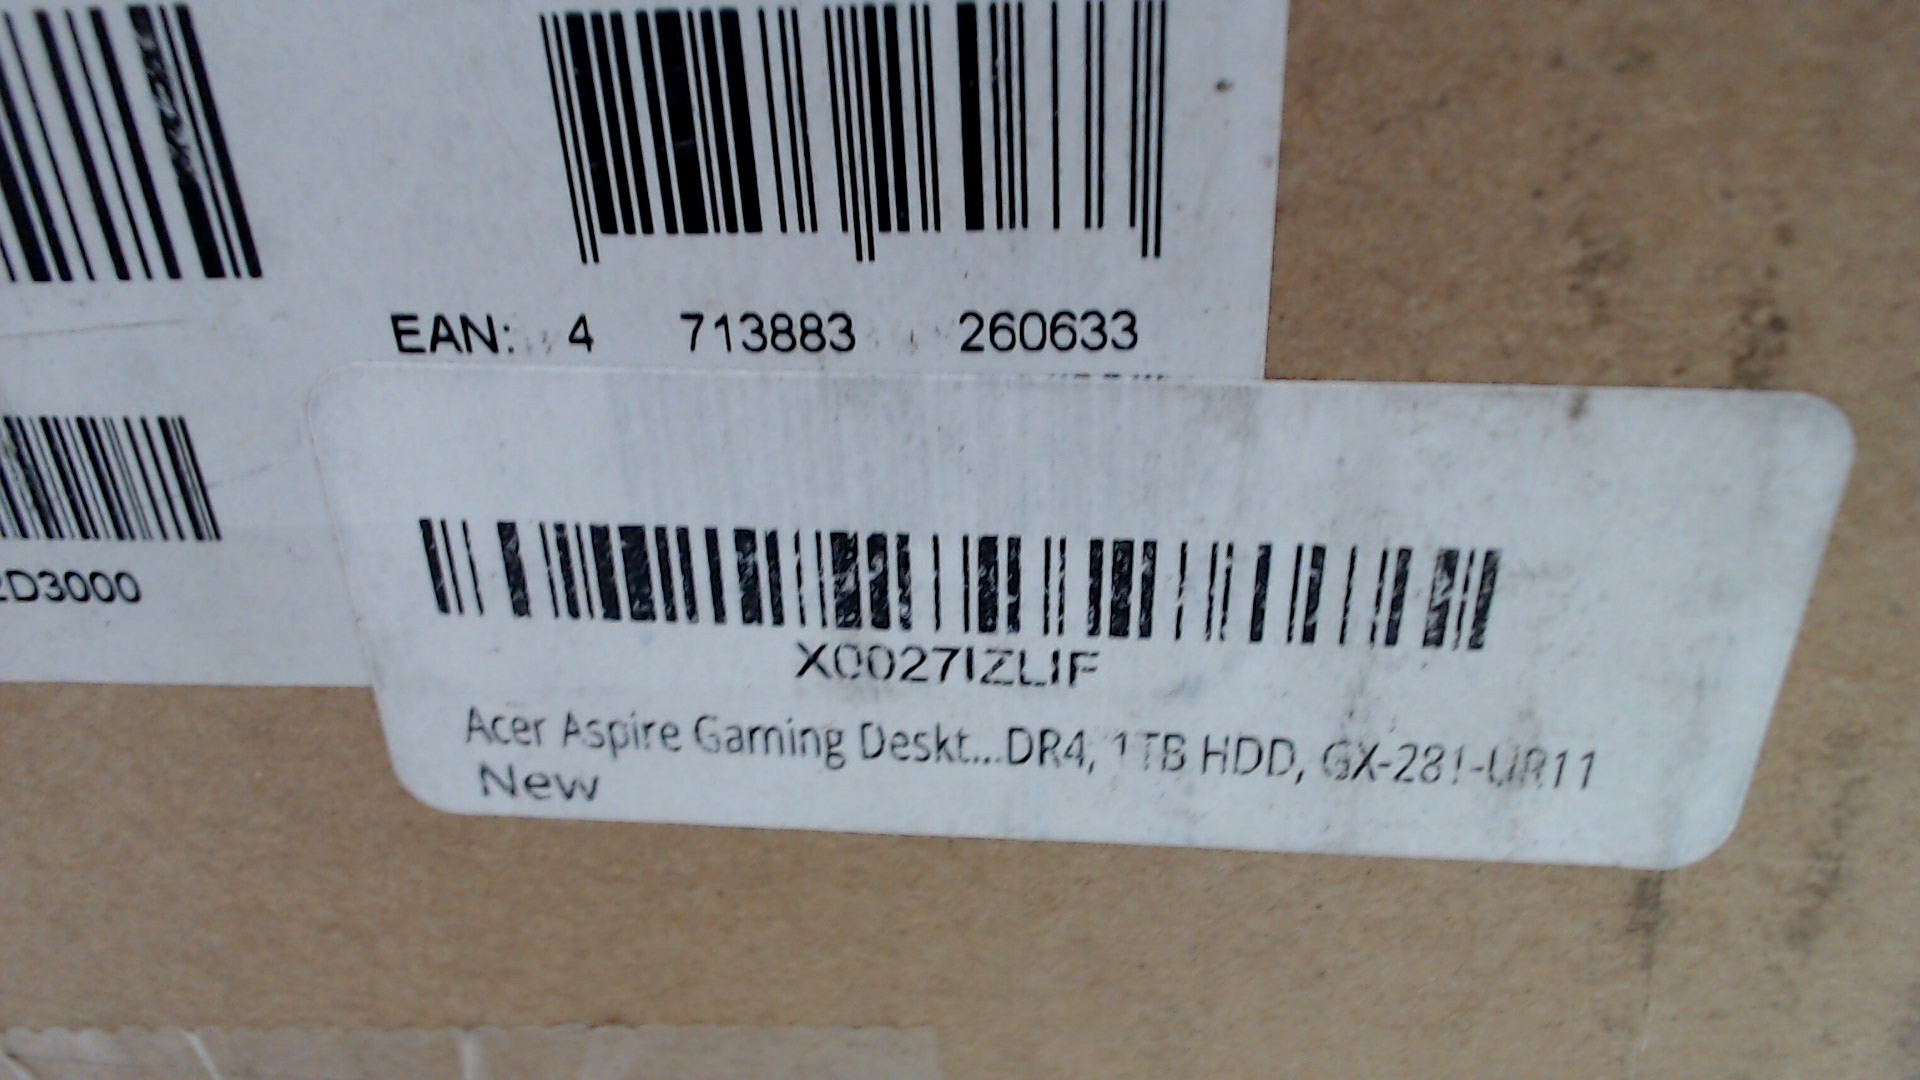 EAN: 4 713883 260633
2D3000
X0027IZLIF
Acer Aspire Gaming Deskt...DR4, 1TB HDD, GX-281-UR11
New